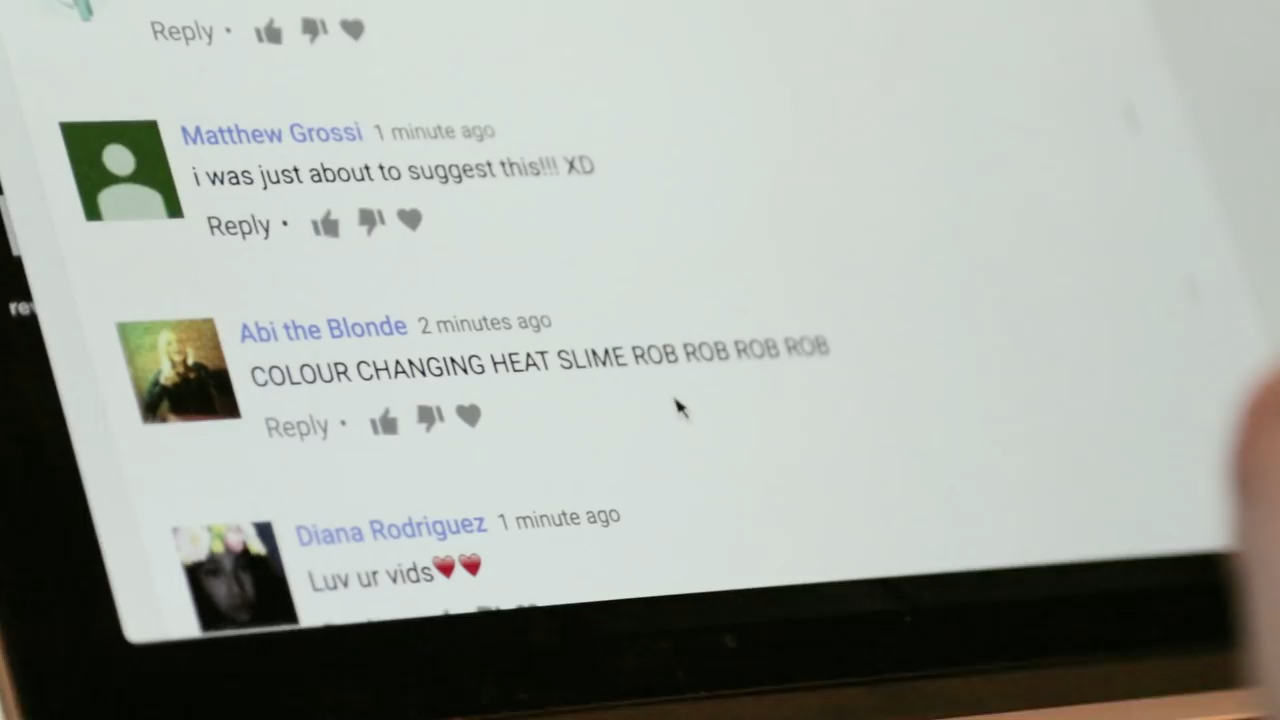 Reply •
Matthew Grossi 1 minute ago
i was just about to suggest this!!! XD
Reply •
Abi the Blonde 2 minutes ago
COLOUR CHANGING HEAT SLIME ROB ROB ROB ROB
Reply •
Diana Rodriguez 1 minute ago
Luv ur vids❤❤